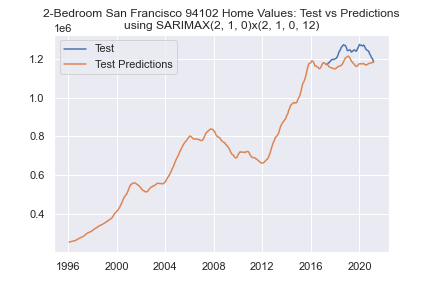 2-Bedroom San Francisco 94102 Home Values: Test vs Predictions
using SARIMAX(2, 1, 0)x(2, 1, 0, 12)
1e6
Test
Test Predictions
1.2
1.0
0.8
0.6
0.4
1996 2000 2004 2008 2012 2016 2020